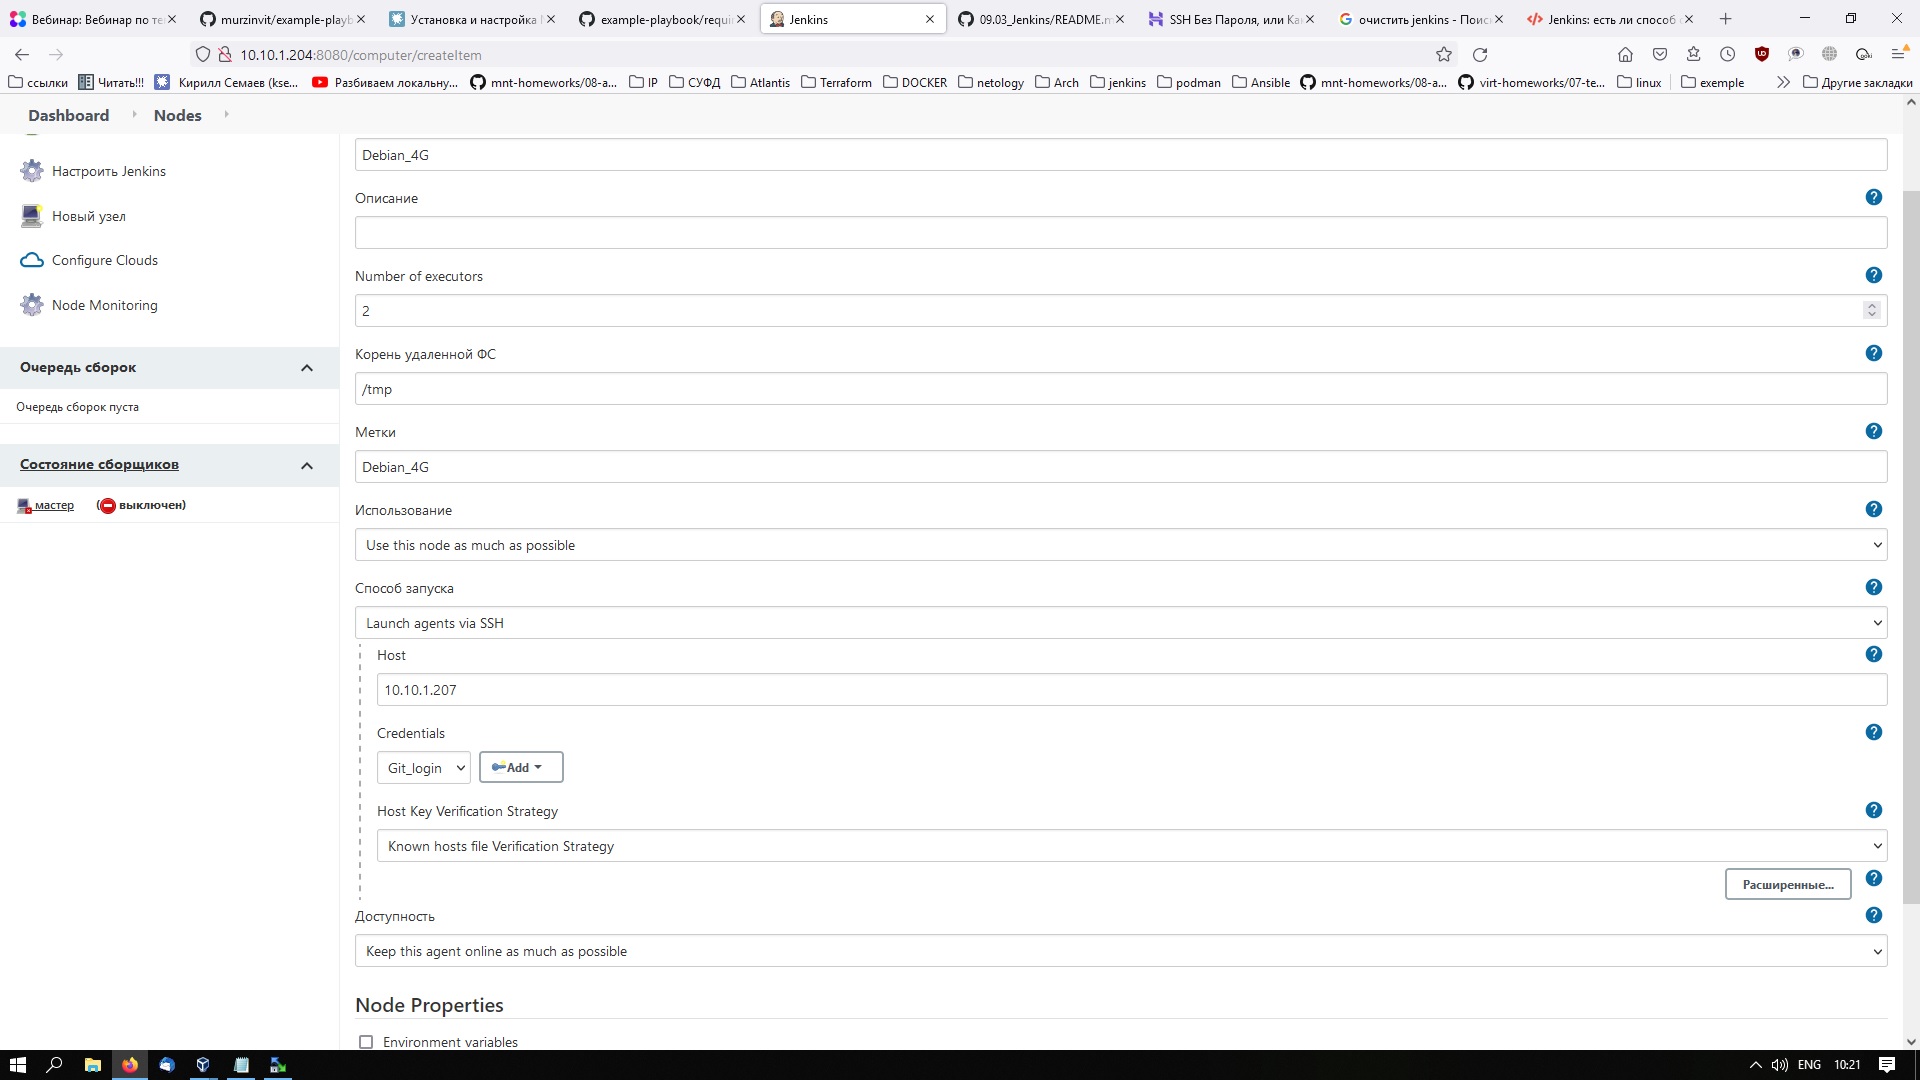 Вебинар: Вебинар по те
murzinvit/example-playb
Установка и настройка
example-playbook/requi
Jenkins
09.03_Jenkins/README.m
SSH Без Пароля, или Ка
очистить jenkins - Поис
Jenkins: есть ли способ
10.10.1.204:8080/computer/createItem
ссылки
Читать!!!
Кирилл Семаев (kse...
Разбиваем локальну...
mnt-homeworks/08-a...
IP
СУФД
Atlantis
Terraform
DOCKER
netology
Arch
jenkins
podman
Ansible
mnt-homeworks/08-a...
virt-homeworks/07-te...
linux
exemple
Другие закладки
Dashboard
Nodes
Настроить Jenkins
Новый узел
Configure Clouds
Node Monitoring
Очередь сборок
Очередь сборок пуста
Состояние сборщиков
мастер (выключен)
Debian_4G
Описание
Number of executors
2
Корень удаленной ФС
/tmp
Метки
Debian_4G
Использование
Use this node as much as possible
Способ запуска
Launch agents via SSH
Host
10.10.1.207
Credentials
Git_login
Add
Host Key Verification Strategy
Known hosts file Verification Strategy
Расширенные...
Доступность
Keep this agent online as much as possible
Node Properties
Environment variables
ENG
10:21